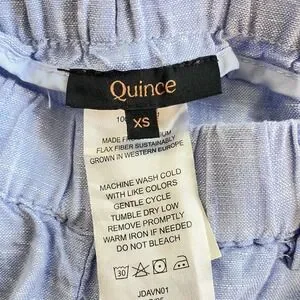 Quince
XS
MADE FROM
FLAX FIBER SUSTAINABLY
GROWN IN WESTERN EUROPE
MACHINE WASH COLD
WITH LIKE COLORS
GENTLE CYCLE
TUMBLE DRY LOW
REMOVE PROMPTLY
WARM IRON IF NEEDED
DO NOT BLEACH
30
JDAVN01